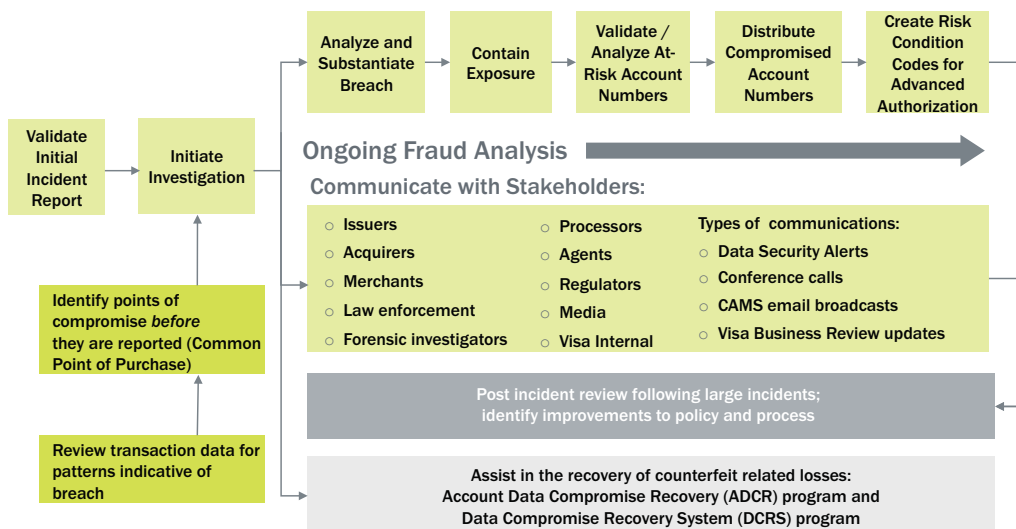 Validate
Initial
Incident
Report
Initiate
Investigation
Analyze and
Substantiate
Breach
Contain
Exposure
Validate /
Analyze At-
Risk Account
Numbers
Distribute
Compromised
Account
Numbers
Create Risk
Condition
Codes for
Advanced
Authorization
Ongoing Fraud Analysis
Communicate with Stakeholders:
○ Issuers
○ Acquirers
○ Merchants
○ Law enforcement
○ Forensic investigators
○ Processors
○ Agents
○ Regulators
○ Media
○ Visa Internal
Types of communications:
○ Data Security Alerts
○ Conference calls
○ CAMS email broadcasts
○ Visa Business Review updates
Identify points of
compromise before
they are reported (Common
Point of Purchase)
Review transaction data for
patterns indicative of
breach
Post incident review following large incidents;
identify improvements to policy and process
Assist in the recovery of counterfeit related losses:
Account Data Compromise Recovery (ADCR) program and
Data Compromise Recovery System (DCRS) program